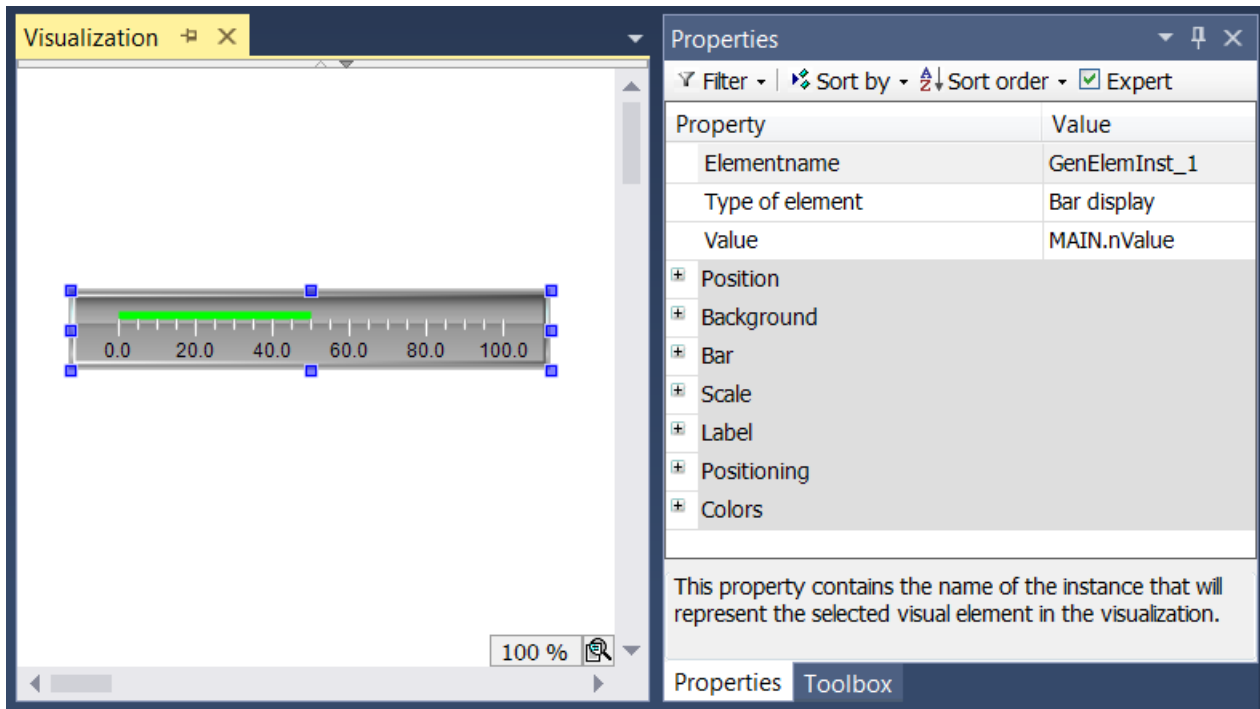 Visualization
0.0 20.0 40.0 60.0 80.0 100.0
100 %
Properties
Filter Sort by Sort order Expert
Property Value
Elementname GenElemInst_1
Type of element Bar display
Value MAIN.nValue
Position
Background
Bar
Scale
Label
Positioning
Colors
This property contains the name of the instance that will
represent the selected visual element in the visualization.
Properties Toolbox